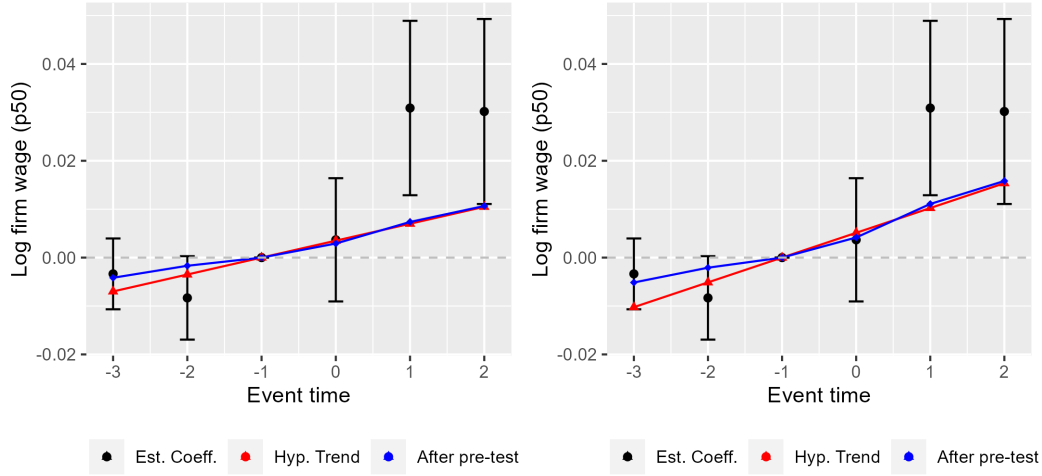 Log firm wage (p50)
0.04
0.02
0.00
-0.02
-3 -2 -1 0 1 2
Event time
Est. Coeff. Hyp. Trend After pre-test
Log firm wage (p50)
0.04
0.02
0.00
-0.02
-3 -2 -1 0 1 2
Event time
Est. Coeff. Hyp. Trend After pre-test